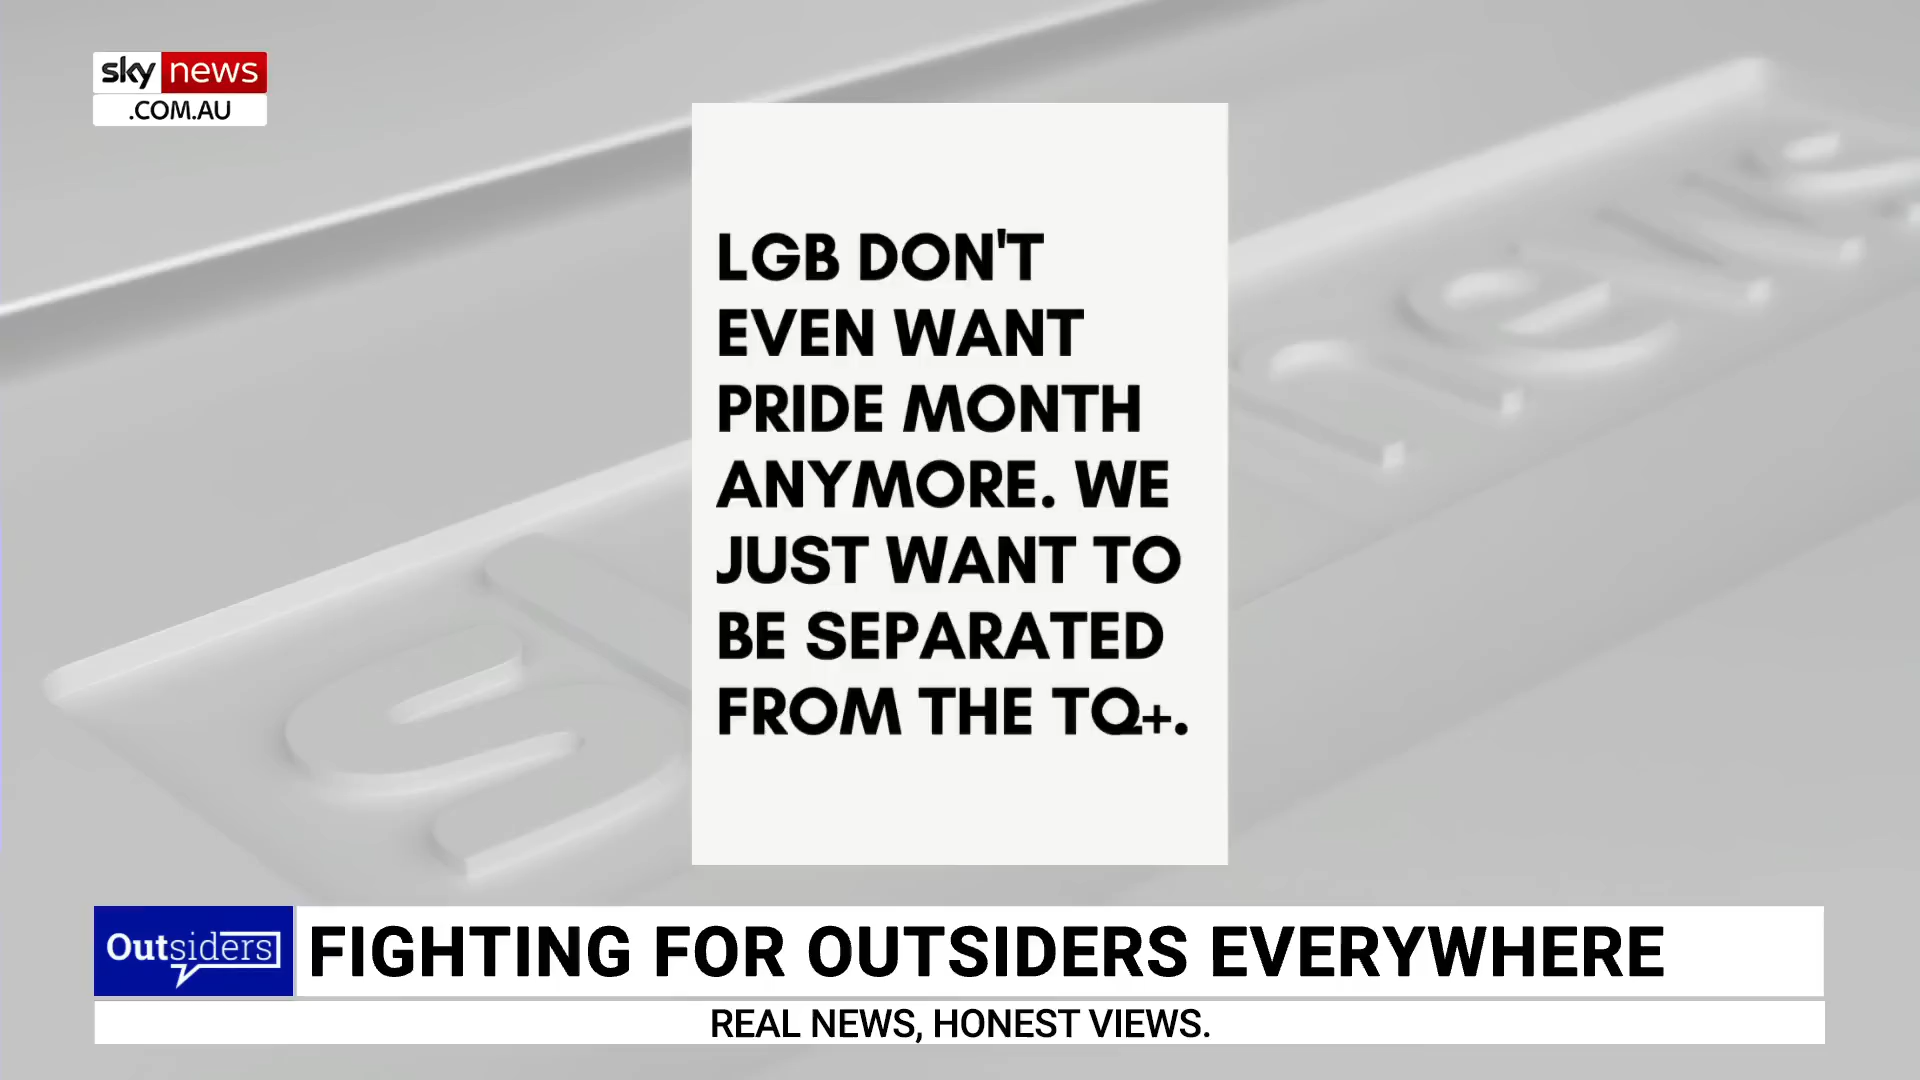 sky news
.COM.AU
LGB DON'T
EVEN WANT
PRIDE MONTH
ANYMORE. WE
JUST WANT TO
BE SEPARATED
FROM THE TQ+.
Outsiders
FIGHTING FOR OUTSIDERS EVERYWHERE
REAL NEWS, HONEST VIEWS.